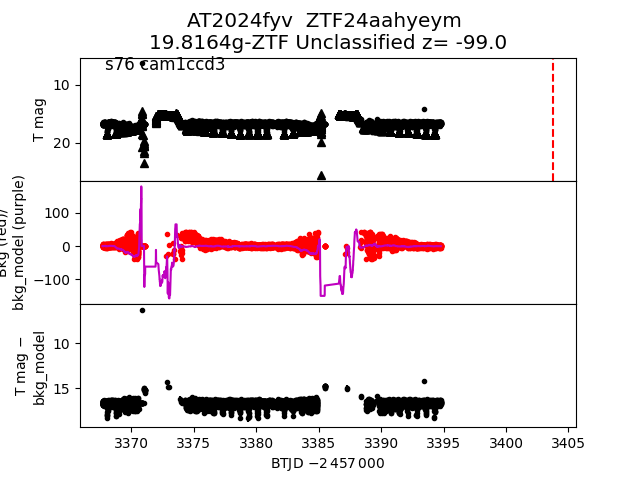 AT2024fyv ZTF24aahyeym
19.8164g-ZTF Unclassified z= -99.0
s76 cam1ccd3
T mag
10
20
Bkg (red)/
bkg_model (purple)
100
0
−100
T mag −
bkg_model
10
15
3370 3375 3380 3385 3390 3395 3400 3405
BTJD −2 457 000